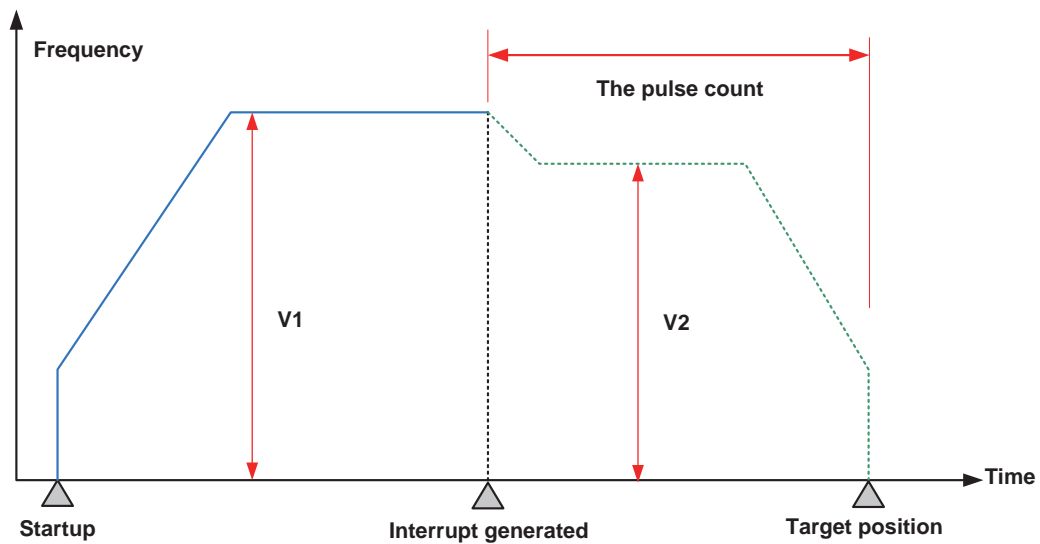 Frequency
The pulse count
V1
V2
Time
Startup
Interrupt generated
Target position